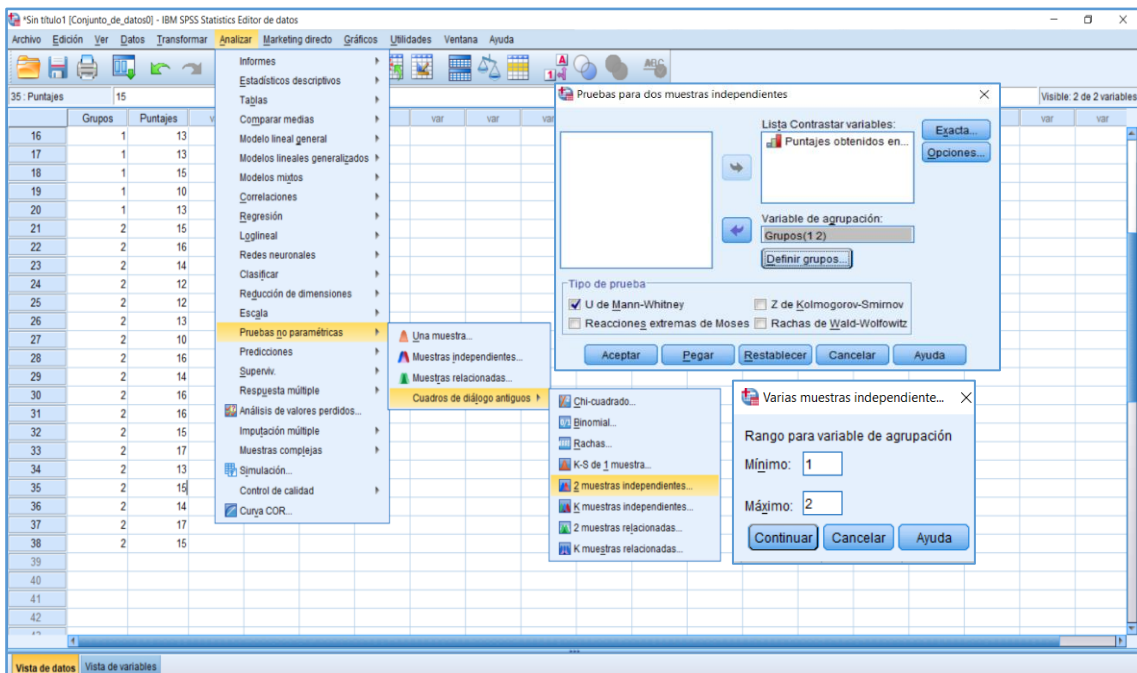 *Sin título1 [Conjunto_de_datos0] - IBM SPSS Statistics Editor de datos
Archivo Edición Ver Datos Transformar Analizar Marketing directo Gráficos Utilidades Ventana Ayuda
35 : Puntajes 15
Visible: 2 de 2 variables
Grupos Puntajes var var var var var
16 1 13
17 1 13
18 1 15
19 1 10
20 1 13
21 2 15
22 2 16
23 2 14
24 2 12
25 2 12
26 2 13
27 2 10
28 2 16
29 2 14
30 2 16
31 2 16
32 2 15
33 2 17
34 2 13
35 2 15
36 2 14
37 2 17
38 2 15
39
40
41
42
Informes
Estadísticos descriptivos
Tablas
Comparar medias
Modelo lineal general
Modelos lineales generalizados
Modelos mixtos
Correlaciones
Regresión
Loglineal
Redes neuronales
Clasificar
Reducción de dimensiones
Escala
Pruebas no paramétricas
Predicciones
Superviv.
Respuesta múltiple
Análisis de valores perdidos...
Imputación múltiple
Muestras complejas
Simulación...
Control de calidad
Curva COR...
Una muestra...
Muestras independientes...
Muestras relacionadas...
Cuadros de diálogo antiguos
Chi-cuadrado...
Binomial...
Rachas...
K-S de 1 muestra...
2 muestras independientes...
K muestras independientes...
2 muestras relacionadas...
K muestras relacionadas...
Pruebas para dos muestras independientes
Lista Contrastar variables:
Puntajes obtenidos en...
Exacta...
Opciones...
Variable de agrupación:
Grupos(1 2)
Definir grupos...
Tipo de prueba
U de Mann-Whitney Z de Kolmogorov-Smirnov
Reacciones extremas de Moses Rachas de Wald-Wolfowitz
Aceptar Pegar Restablecer Cancelar Ayuda
Varias muestras independiente...
Rango para variable de agrupación
Mínimo: 1
Máximo: 2
Continuar Cancelar Ayuda
Vista de datos Vista de variables